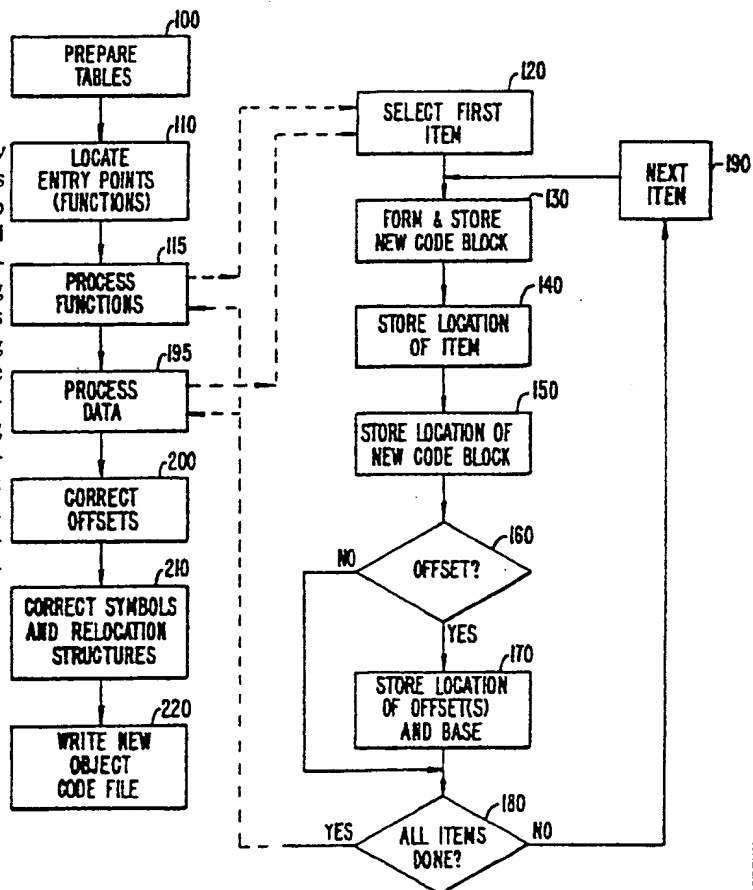 100
PREPARE
TABLES
110
LOCATE
ENTRY POINTS
(FUNCTIONS)
115
PROCESS
FUNCTIONS
195
PROCESS
DATA
200
CORRECT
OFFSETS
210
CORRECT SYMBOLS
AND RELOCATION
STRUCTURES
220
WRITE NEW
OBJECT
CODE FILE
120
SELECT FIRST
ITEM
190
NEXT
ITEM
130
FORM & STORE
NEW CODE BLOCK
140
STORE LOCATION
OF ITEM
150
STORE LOCATION OF
NEW CODE BLOCK
160
NO
OFFSET?
YES
170
STORE LOCATION
OF OFFSET(S)
AND BASE
180
YES
ALL ITEMS
DONE?
NO